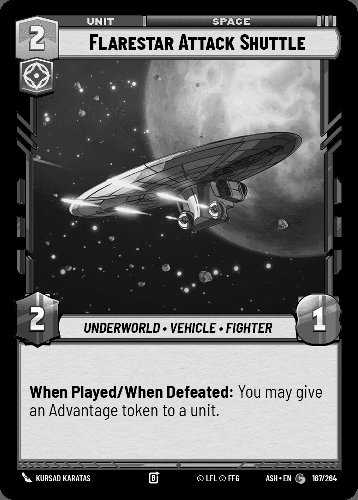 UNIT
SPACE
2
FLARESTAR ATTACK SHUTTLE
2
UNDERWORLD • VEHICLE • FIGHTER
1
When Played/When Defeated: You may give
an Advantage token to a unit.
KURSAD KARATAS
© LFL © FFG
ASH • EN
167/264